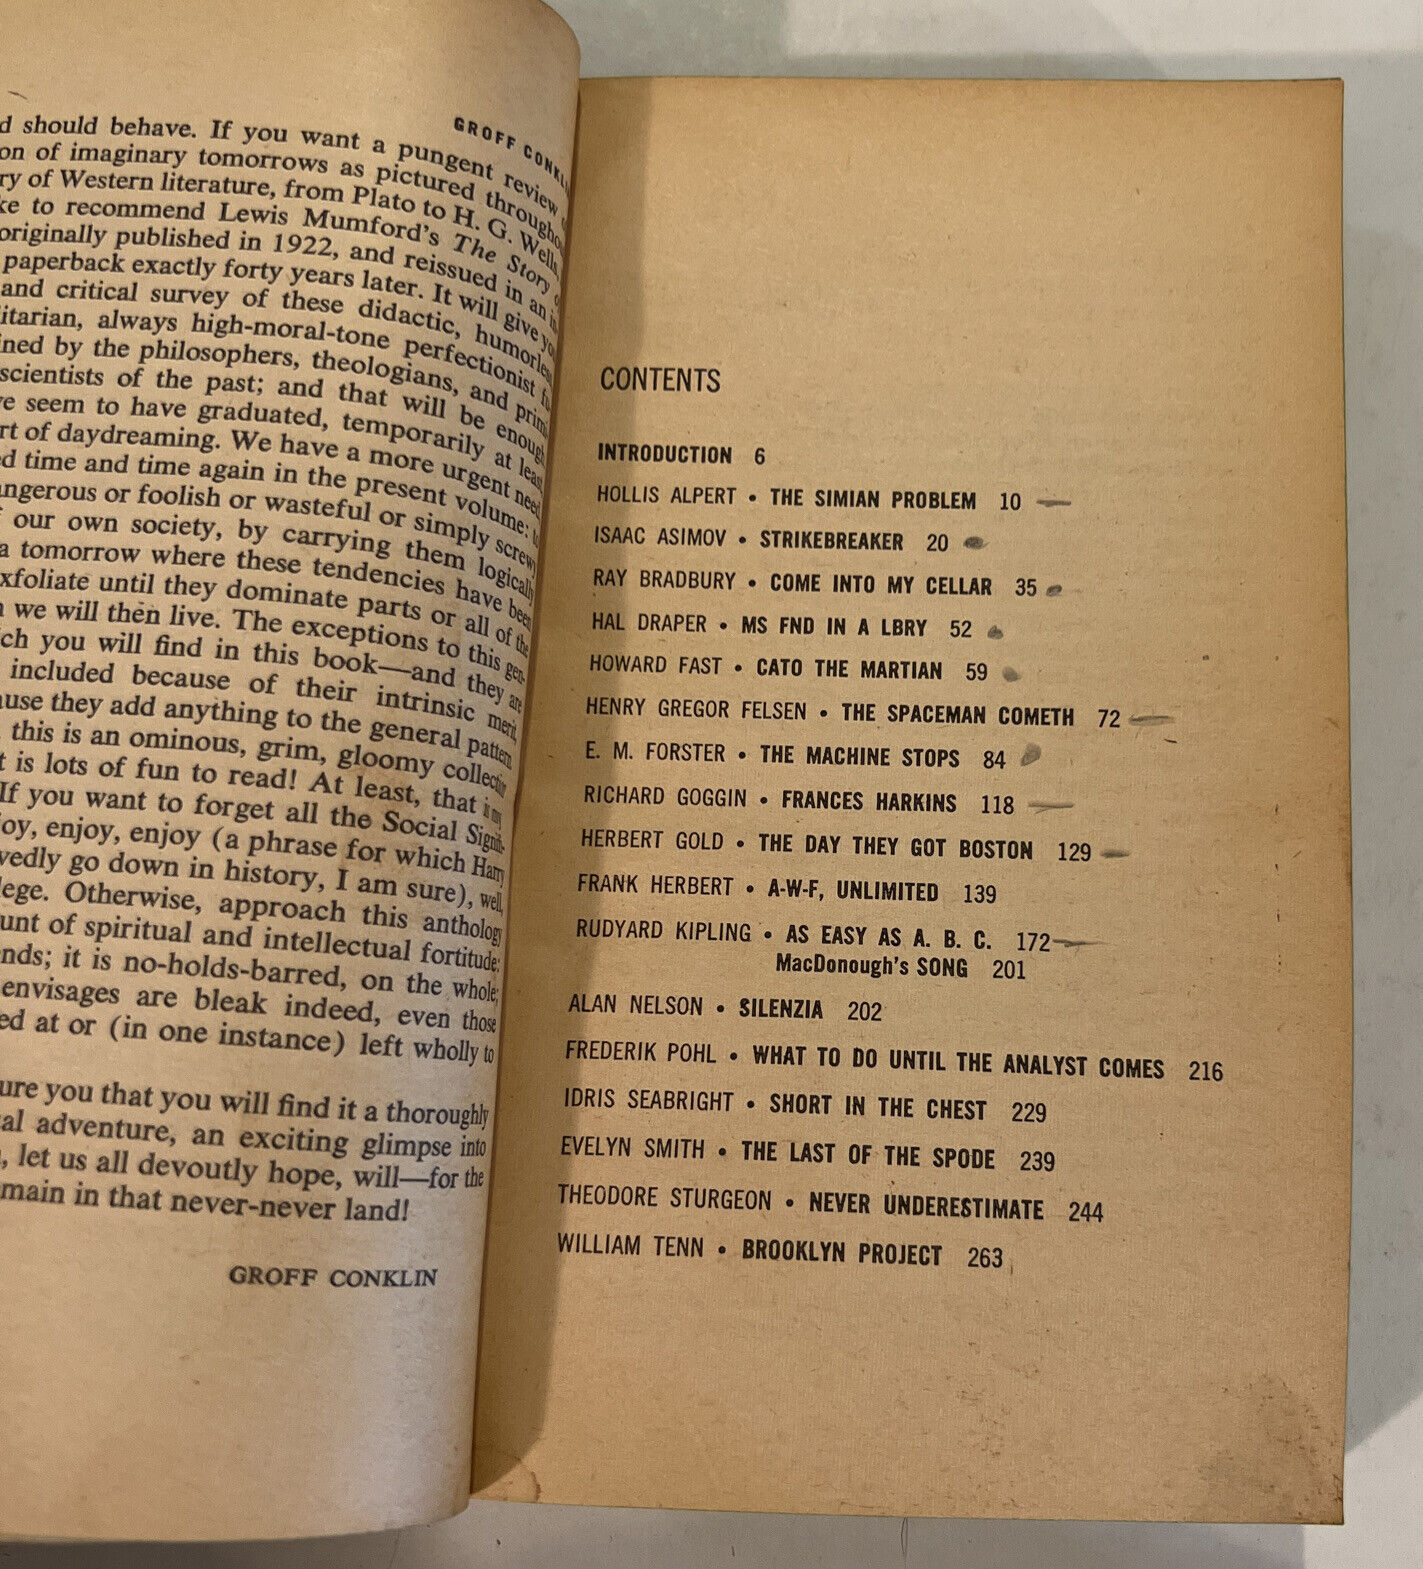 GROFF CONKLIN
d should behave. If you want a pungent review
on of imaginary tomorrows as pictured throughou
ry of Western literature, from Plato to H. G. Wells,
ke to recommend Lewis Mumford's The Story o
originally published in 1922, and reissued in an in
paperback exactly forty years later. It will give yo
and critical survey of these didactic, humorless
litarian, always high-moral-tone perfectionist fu
ined by the philosophers, theologians, and primi
scientists of the past; and that will be enough
ve seem to have graduated, temporarily at least
rt of daydreaming. We have a more urgent need
d time and time again in the present volume: to
angerous or foolish or wasteful or simply screwy
f our own society, by carrying them logically
a tomorrow where these tendencies have been
xfoliate until they dominate parts or all of the
n we will then live. The exceptions to this gen-
ch you will find in this book—and they are
included because of their intrinsic merit,
use they add anything to the general pattern
, this is an ominous, grim, gloomy collection
t is lots of fun to read! At least, that is my
If you want to forget all the Social Signifi-
oy, enjoy, enjoy (a phrase for which Harry
vedly go down in history, I am sure), well,
lege. Otherwise, approach this anthology
unt of spiritual and intellectual fortitude:
nds; it is no-holds-barred, on the whole;
envisages are bleak indeed, even those
ed at or (in one instance) left wholly to
ure you that you will find it a thoroughly
al adventure, an exciting glimpse into
, let us all devoutly hope, will—for the
main in that never-never land!
GROFF CONKLIN
CONTENTS
INTRODUCTION 6
HOLLIS ALPERT • THE SIMIAN PROBLEM 10
ISAAC ASIMOV • STRIKEBREAKER 20
RAY BRADBURY • COME INTO MY CELLAR 35
HAL DRAPER • MS FND IN A LBRY 52
HOWARD FAST • CATO THE MARTIAN 59
HENRY GREGOR FELSEN • THE SPACEMAN COMETH 72
E. M. FORSTER • THE MACHINE STOPS 84
RICHARD GOGGIN • FRANCES HARKINS 118
HERBERT GOLD • THE DAY THEY GOT BOSTON 129
FRANK HERBERT • A-W-F, UNLIMITED 139
RUDYARD KIPLING • AS EASY AS A. B. C. 172
MacDonough's SONG 201
ALAN NELSON • SILENZIA 202
FREDERIK POHL • WHAT TO DO UNTIL THE ANALYST COMES 216
IDRIS SEABRIGHT • SHORT IN THE CHEST 229
EVELYN SMITH • THE LAST OF THE SPODE 239
THEODORE STURGEON • NEVER UNDERESTIMATE 244
WILLIAM TENN • BROOKLYN PROJECT 263